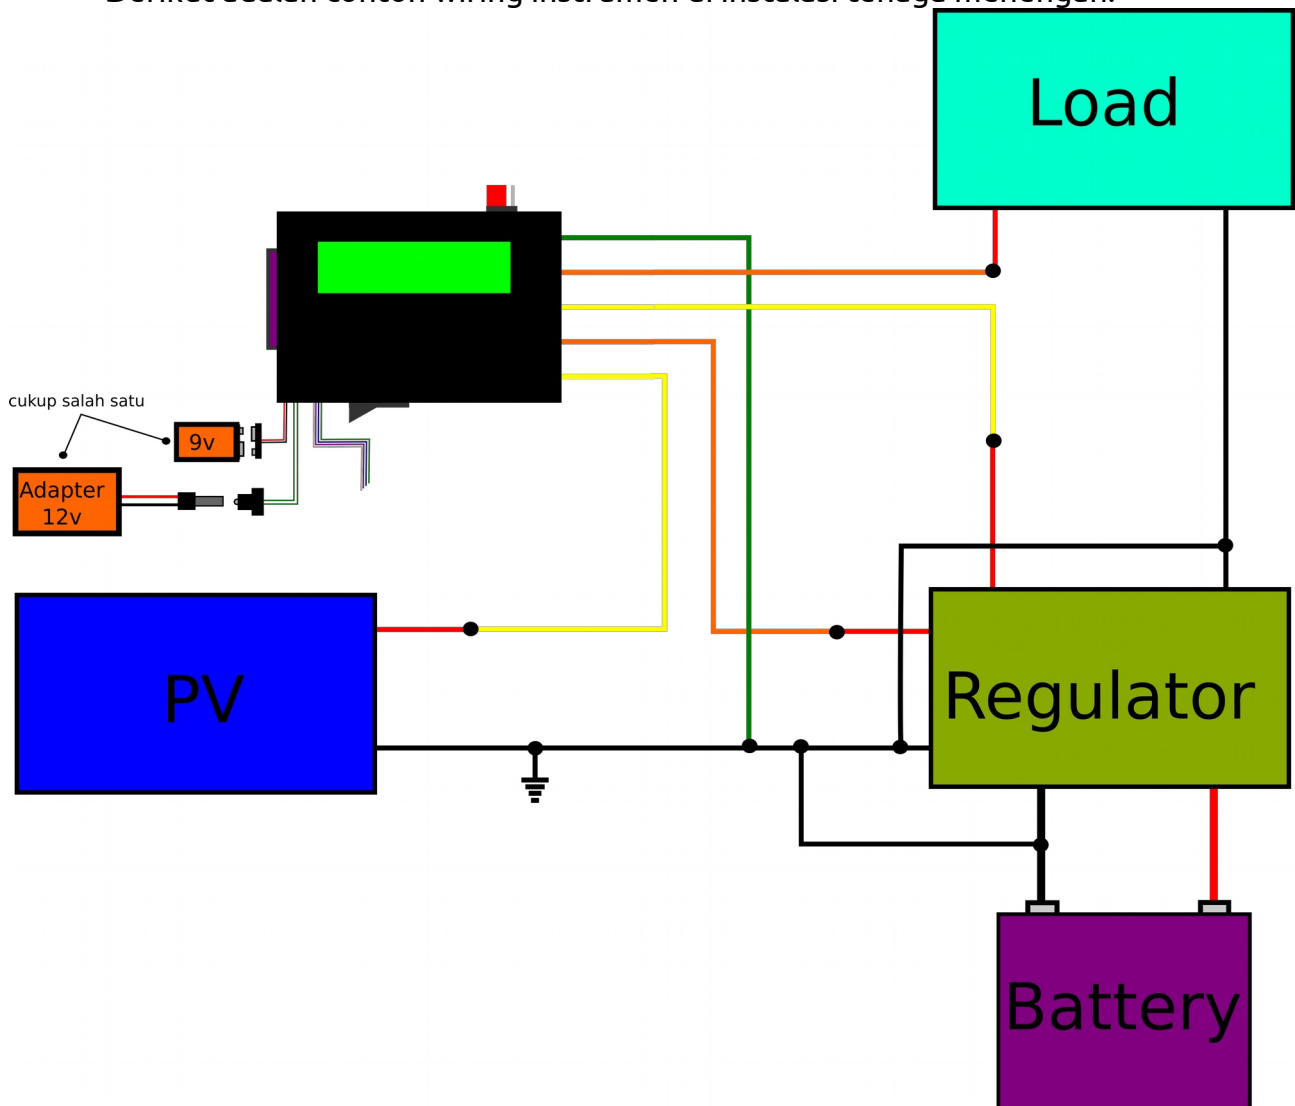 Load
cukup salah satu
9v
Adapter
12v
PV
Regulator
Battery